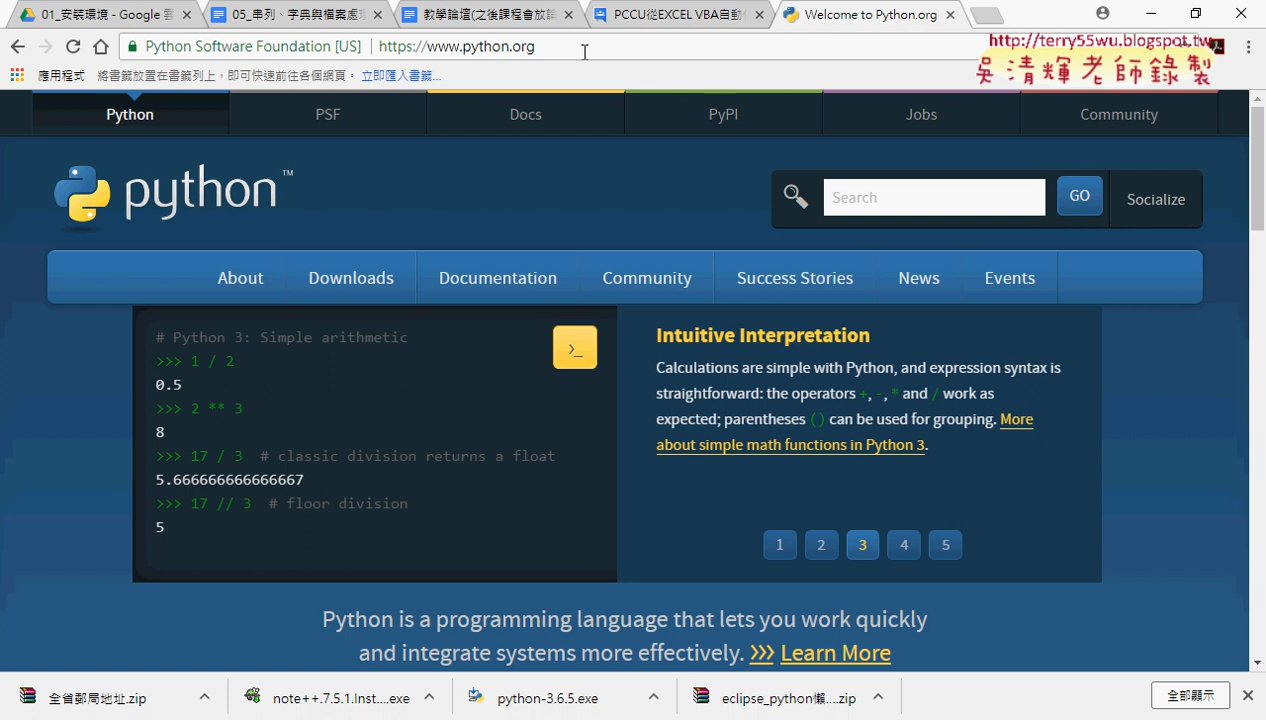 01_安裝環境 - Google 雲
05_串列、字典與檔案處理
教學論壇(之後課程會放論
PCCU從EXCEL VBA自動
Welcome to Python.org
Python Software Foundation [US] | https://www.python.org
http://terry55wu.blogspot.tw
吳清輝老師錄製
應用程式 將書籤放置在書籤列上，即可快速前往各個網頁。 立即匯入書籤...
Python PSF Docs PyPI Jobs Community
python™
Search GO Socialize
About Downloads Documentation Community Success Stories News Events
# Python 3: Simple arithmetic
>>> 1 / 2
0.5
>>> 2 ** 3
8
>>> 17 / 3 # classic division returns a float
5.666666666666667
>>> 17 // 3 # floor division
5
>_
Intuitive Interpretation
Calculations are simple with Python, and expression syntax is
straightforward: the operators +, -, * and / work as
expected; parentheses () can be used for grouping. More
about simple math functions in Python 3.
1 2 3 4 5
Python is a programming language that lets you work quickly
and integrate systems more effectively. >>> Learn More
全省郵局地址.zip
note++.7.5.1.Inst....exe
python-3.6.5.exe
eclipse_python懶....zip
全部顯示